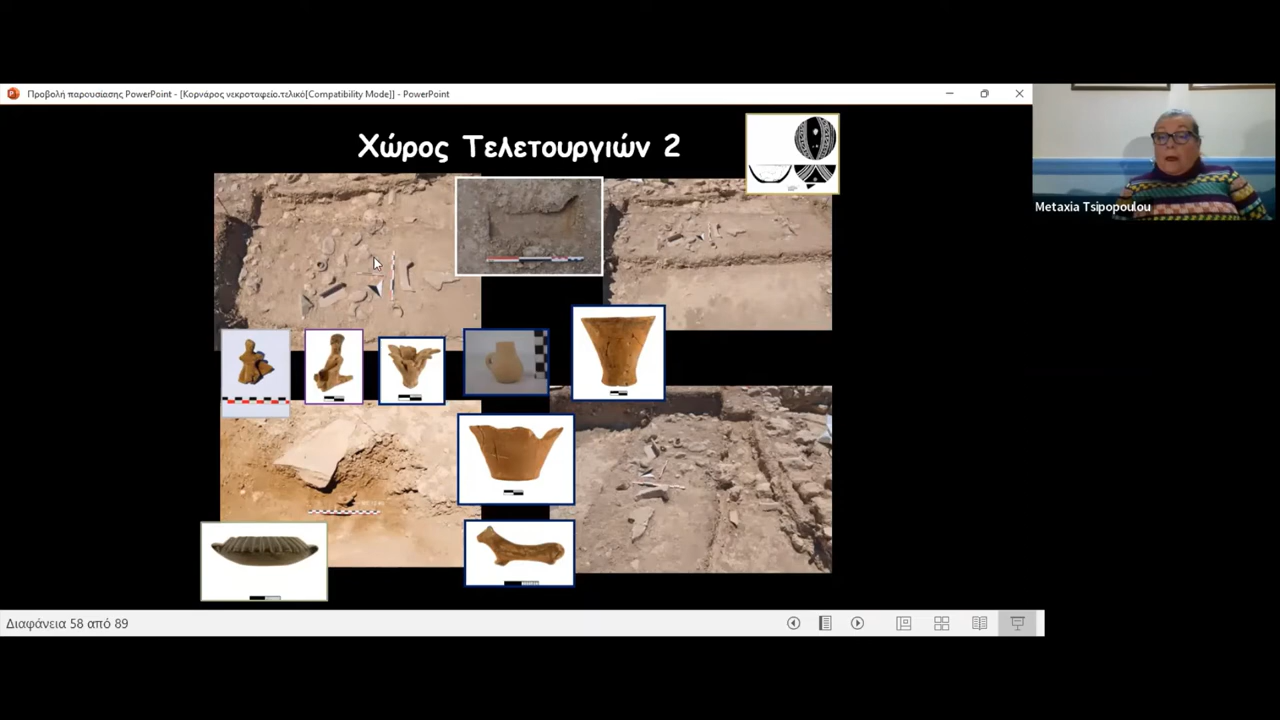 Προβολή παρουσίασης PowerPoint - [Κορνάρος νεκροταφείο.τελικό[Compatibility Mode]] - PowerPoint
Χώρος Τελετουργιών 2
Metaxia Tsipopoulou
Διαφάνεια 58 από 89